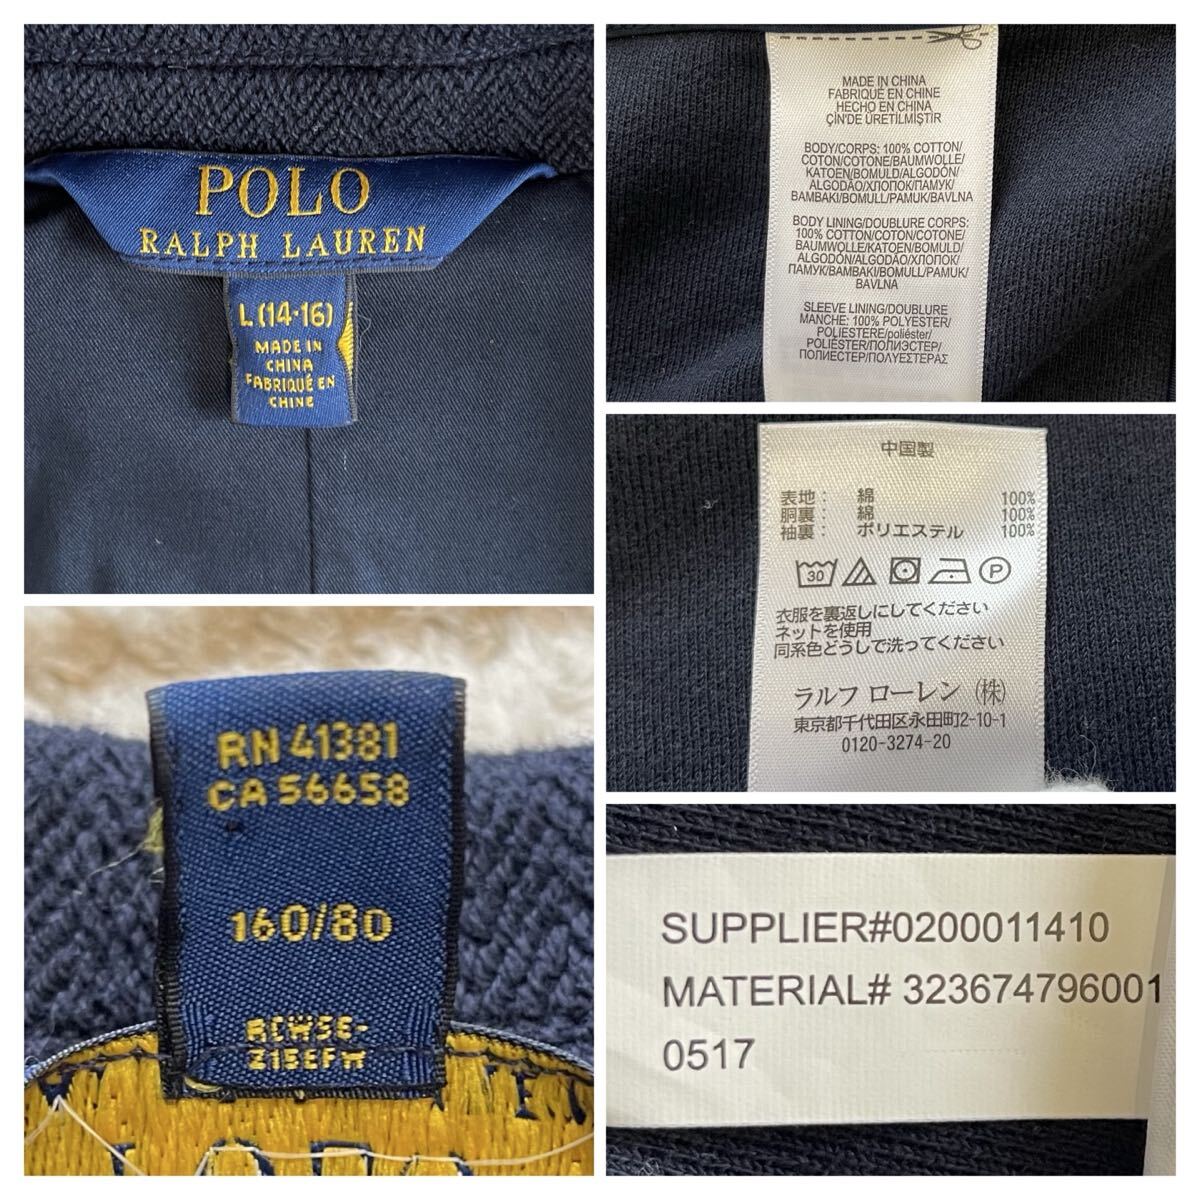 POLO
RALPH LAUREN
L (14-16)
MADE IN
CHINA
FABRIQUÉ EN
CHINE
MADE IN CHINA
FABRIQUÉ EN CHINE
HECHO EN CHINA
ÇİN'DE ÜRETİLMİŞTİR
BODY/CORPS: 100% COTTON/
COTON/COTONE/BAUMWOLLE/
KATOEN/BOMULD/ALGODÓN/
ALGODÃO/ХЛОПОК/ПАМУК/
BAMBAKI/BOMULL/PAMUK/BAVLNA
BODY LINING/DOUBLURE CORPS:
100% COTTON/COTON/COTONE/
BAUMWOLLE/KATOEN/BOMULD/
ALGODÓN/ALGODÃO/ХЛОПОК/
ПАМУК/BAMBAKI/BOMULL/PAMUK/
BAVLNA
SLEEVE LINING/DOUBLURE
MANCHE: 100% POLYESTER/
POLIESTERE/poliéster/
POLIÉSTER/ПОЛИЭСТЕР/
ПОЛИЕСТЕР/ΠΟΛΥΕΣΤΕΡΑΣ
中国製
表地: 綿 100%
胴裏: 綿 100%
袖裏: ポリエステル 100%
30 P
衣服を裏返しにしてください
ネットを使用
同系色どうしで洗ってください
ラルフ ローレン (株)
東京都千代田区永田町2-10-1
0120-3274-20
RN 41381
CA 56658
160/80
SUPPLIER#0200011410
MATERIAL# 323674796001
0517